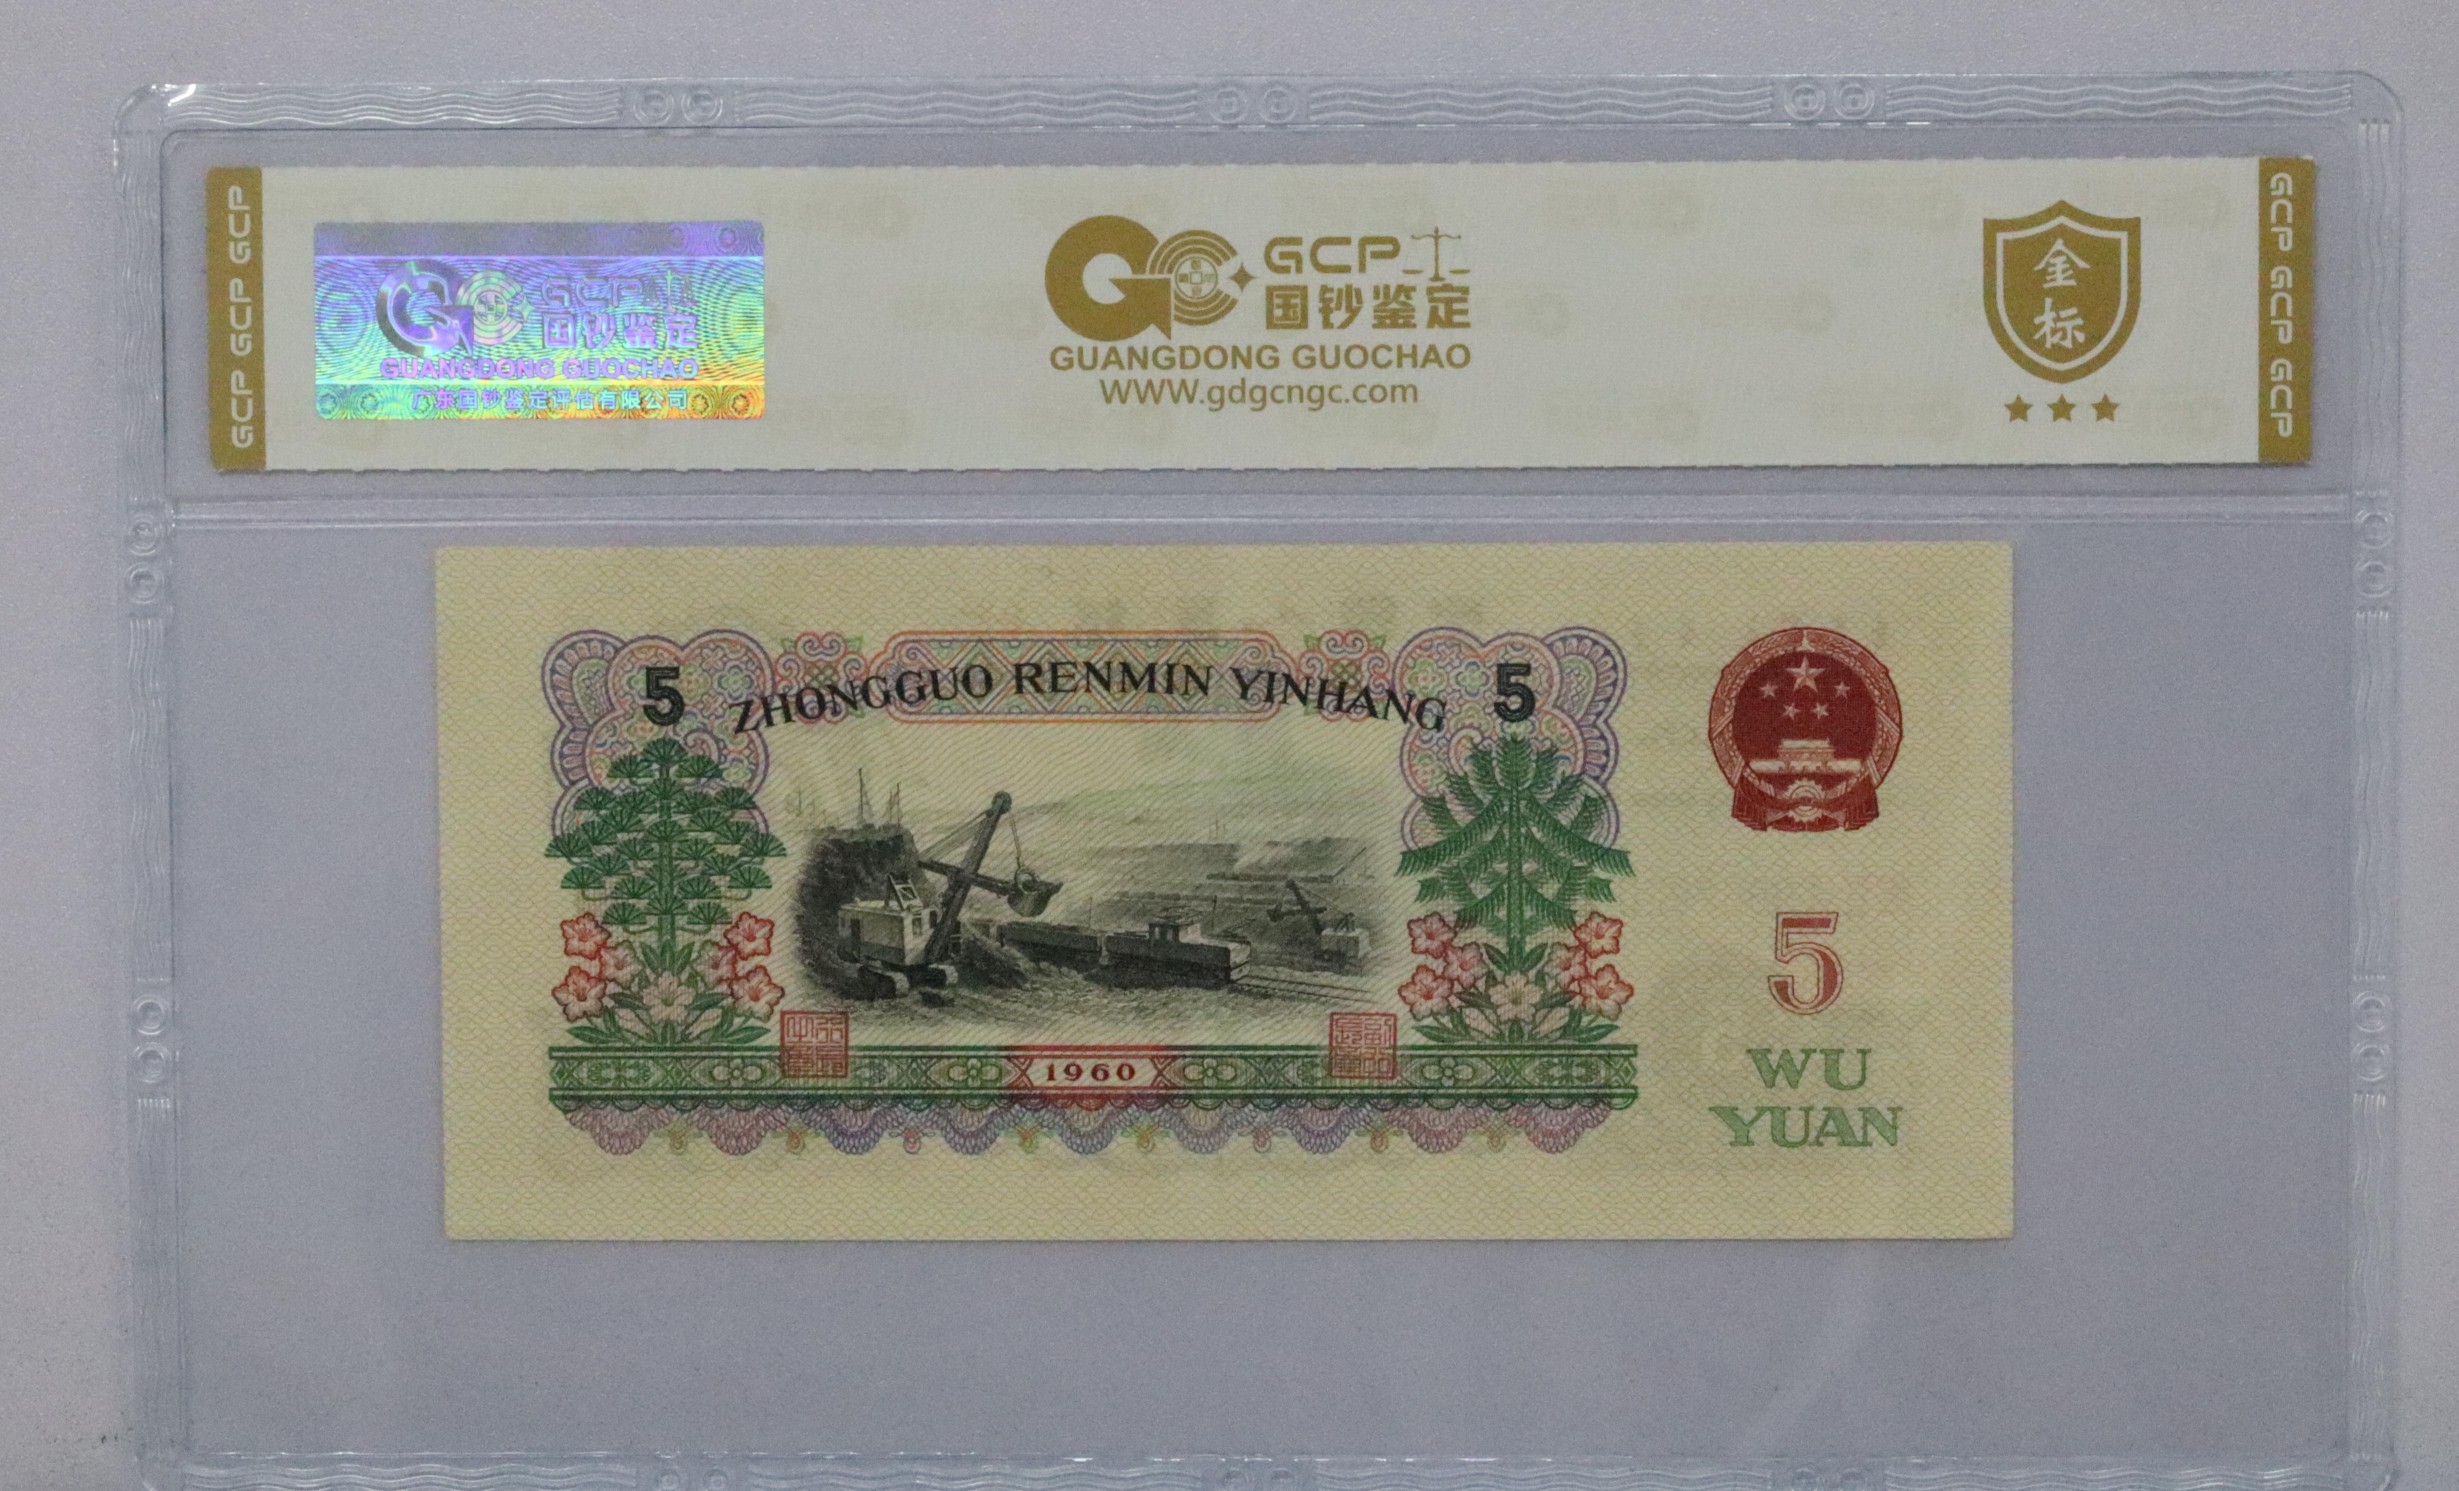 GCP GCP GCP
GCP 国钞鉴定
GUANGDONG GUOCHAO
广东国钞鉴定评估有限公司
GCP
国钞鉴定
GUANGDONG GUOCHAO
WWW.gdgcngc.com
金
标
GCP GCP GCP
5 ZHONGGUO RENMIN YINHANG 5
1960
5
WU
YUAN